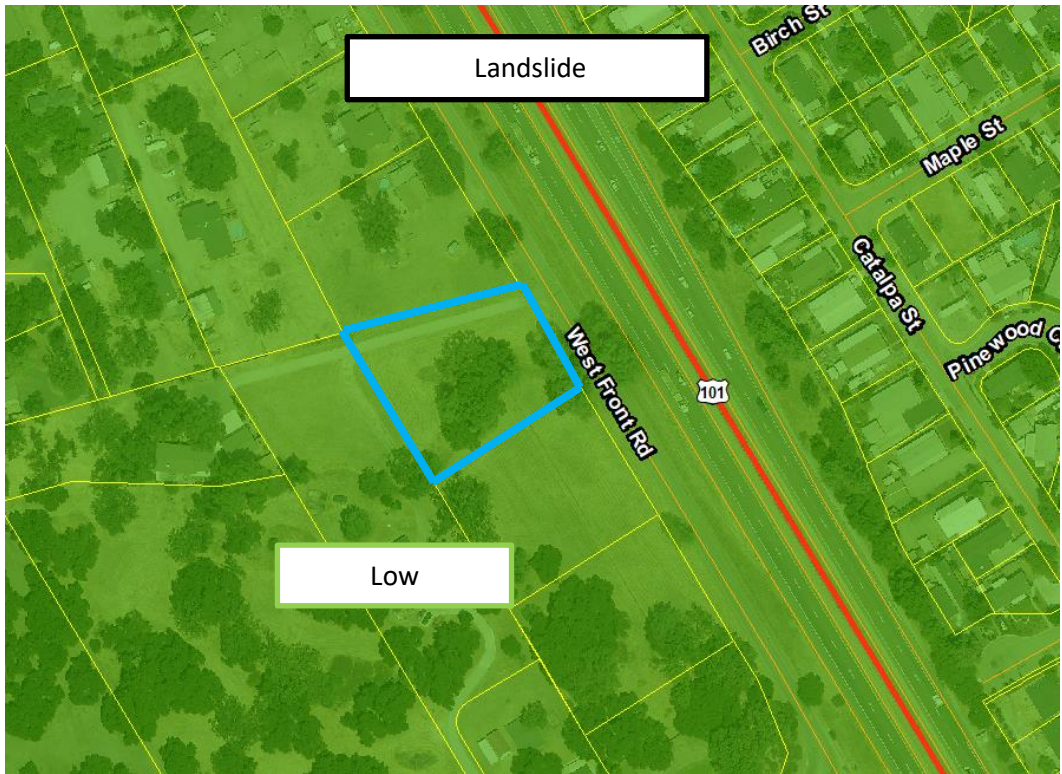 Landslide
Birch St
Maple St
Catalpa St
Pinewood C
West Front Rd
101
Low